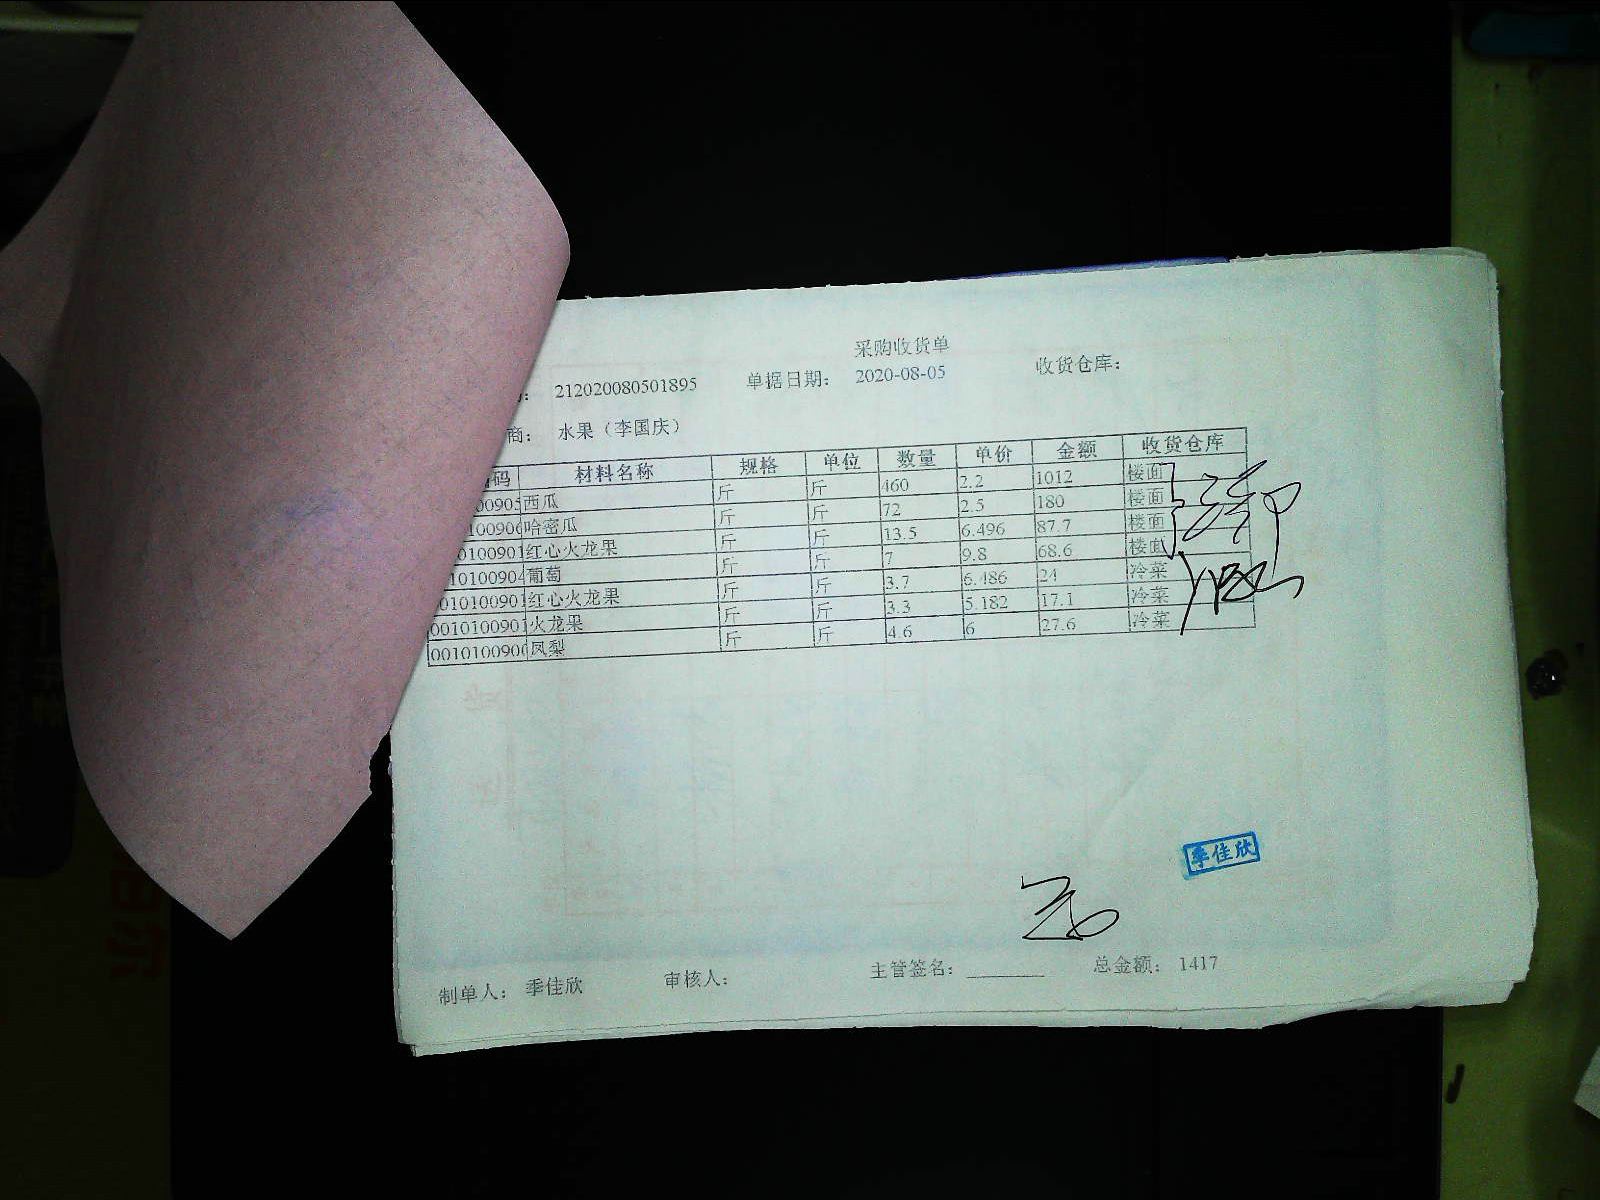 采购收货单
212020080501895 单据日期： 2020-08-05 收货仓库：
商： 水果（李国庆）
码 材料名称 规格 单位 数量 单价 金额 收货仓库
西瓜 斤 斤 460 2.2 1012 楼面
哈密瓜 斤 斤 72 2.5 180 楼面
红心火龙果 斤 斤 13.5 6.496 87.7 楼面
葡萄 斤 斤 7 9.8 68.6 楼面
红心火龙果 斤 斤 3.7 6.486 24 冷菜
火龙果 斤 斤 3.3 5.182 17.1 冷菜
凤梨 斤 斤 4.6 6 27.6 冷菜
季佳欣
制单人： 季佳欣 审核人： 主管签名： 总金额： 1417